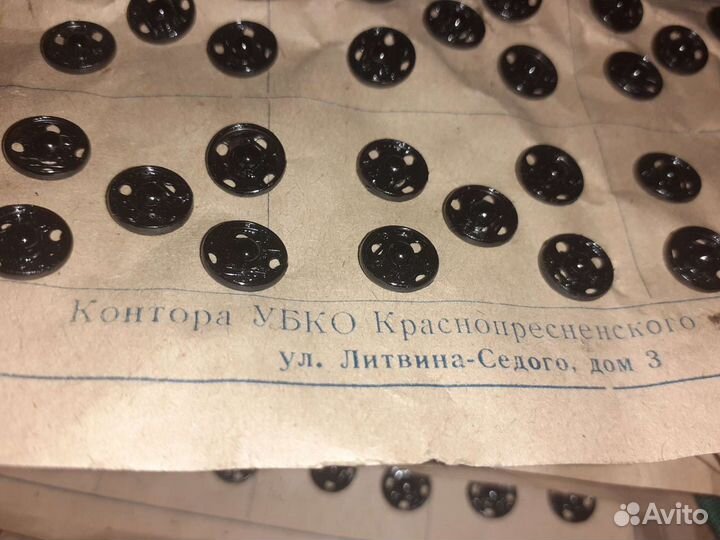 Контора УБКО Краснопресненского
ул. Литвина-Седого, дом 3
Avito